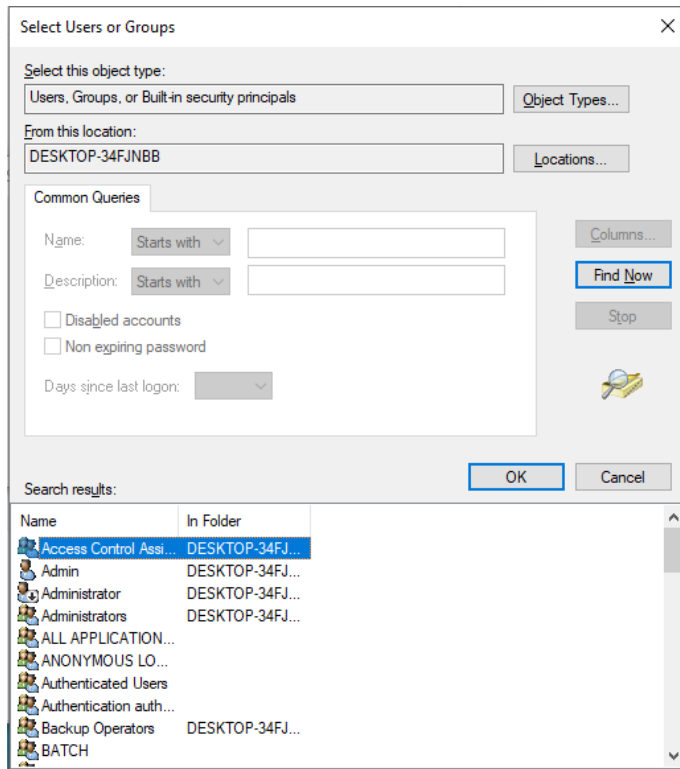 Select Users or Groups
Select this object type:
Users, Groups, or Built-in security principals
Object Types...
From this location:
DESKTOP-34FJNBB
Locations...
Common Queries
Name:
Starts with
Columns...
Description:
Starts with
Find Now
Disabled accounts
Stop
Non expiring password
Days since last logon:
OK
Cancel
Search results:
Name In Folder
Access Control Assi... DESKTOP-34FJ...
Admin DESKTOP-34FJ...
Administrator DESKTOP-34FJ...
Administrators DESKTOP-34FJ...
ALL APPLICATION...
ANONYMOUS LO...
Authenticated Users
Authentication auth...
Backup Operators DESKTOP-34FJ...
BATCH